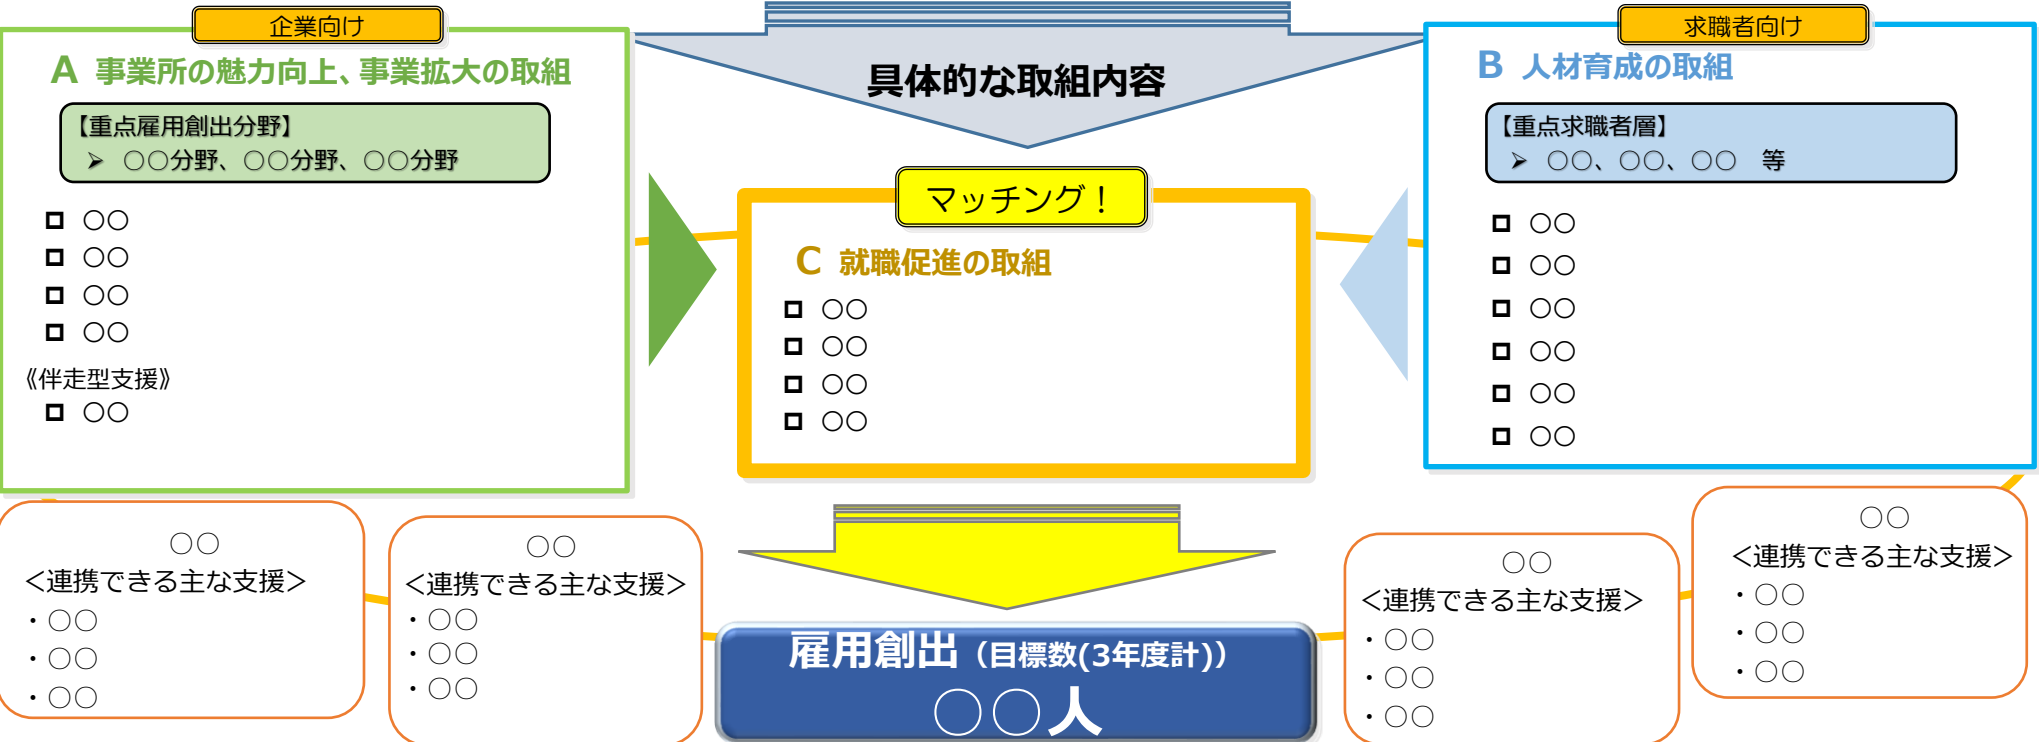 企業向け
A 事業所の魅力向上、事業拡大の取組
【重点雇用創出分野】
➢ ○○分野、○○分野、○○分野
□ ○○
□ ○○
□ ○○
□ ○○
《伴走型支援》
□ ○○
具体的な取組内容
マッチング！
C 就職促進の取組
□ ○○
□ ○○
□ ○○
□ ○○
求職者向け
B 人材育成の取組
【重点求職者層】
➢ ○○、○○、○○　等
□ ○○
□ ○○
□ ○○
□ ○○
□ ○○
□ ○○
○○
＜連携できる主な支援＞
・○○
・○○
・○○
○○
＜連携できる主な支援＞
・○○
・○○
・○○
雇用創出（目標数(3年度計)）
○○人
○○
＜連携できる主な支援＞
・○○
・○○
・○○
○○
＜連携できる主な支援＞
・○○
・○○
・○○